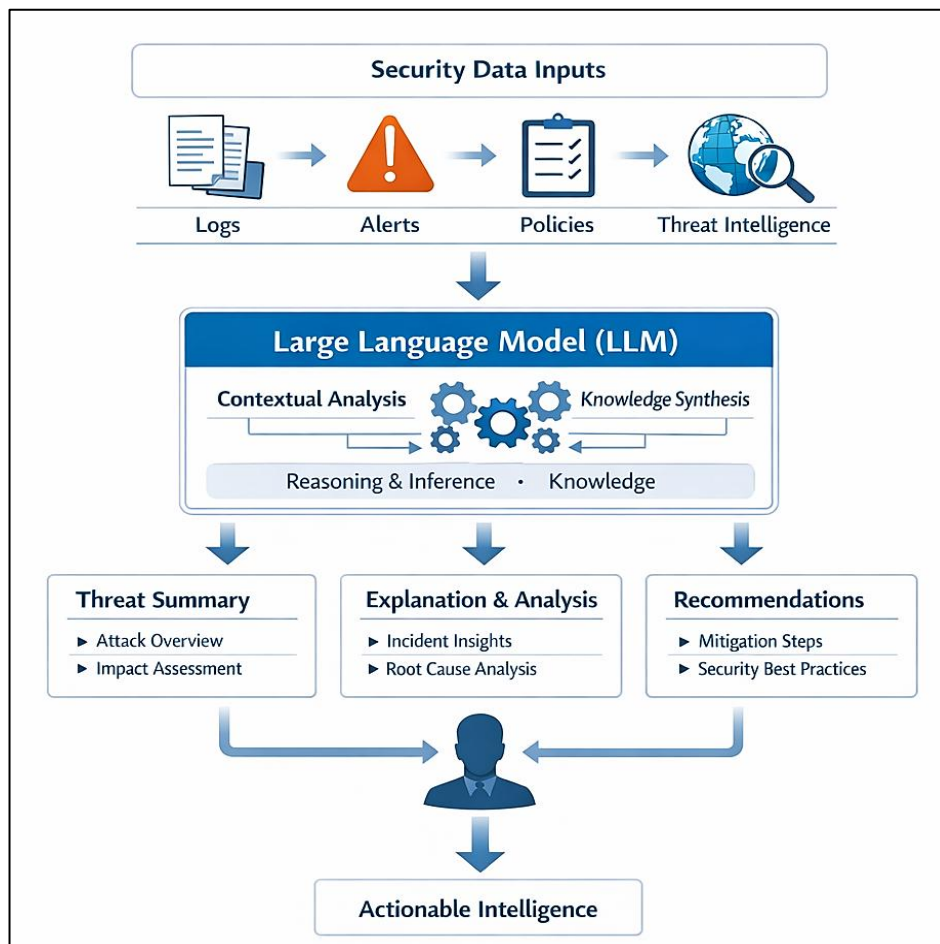 Security Data Inputs
Logs
Alerts
Policies
Threat Intelligence
Large Language Model (LLM)
Contextual Analysis
Knowledge Synthesis
Reasoning & Inference • Knowledge
Threat Summary
► Attack Overview
► Impact Assessment
Explanation & Analysis
► Incident Insights
► Root Cause Analysis
Recommendations
► Mitigation Steps
► Security Best Practices
Actionable Intelligence